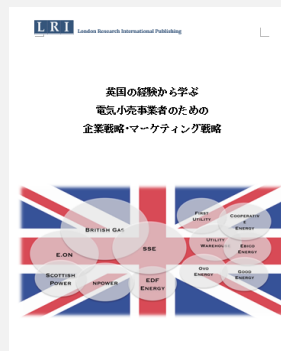 LRI London Research International Publishing
英国の経験から学ぶ
電気小売事業者のための
企業戦略・マーケティング戦略
BRITISH GAS
FIRST
UTILITY
COOPERATIV
E
ENERGY
E.ON
SSE
UTILITY
WAREHOUSE
EBICO
ENERGY
SCOTTISH
POWER
NPOWER
EDF
ENERGY
OVO
ENERGY
GOOD
ENERGY